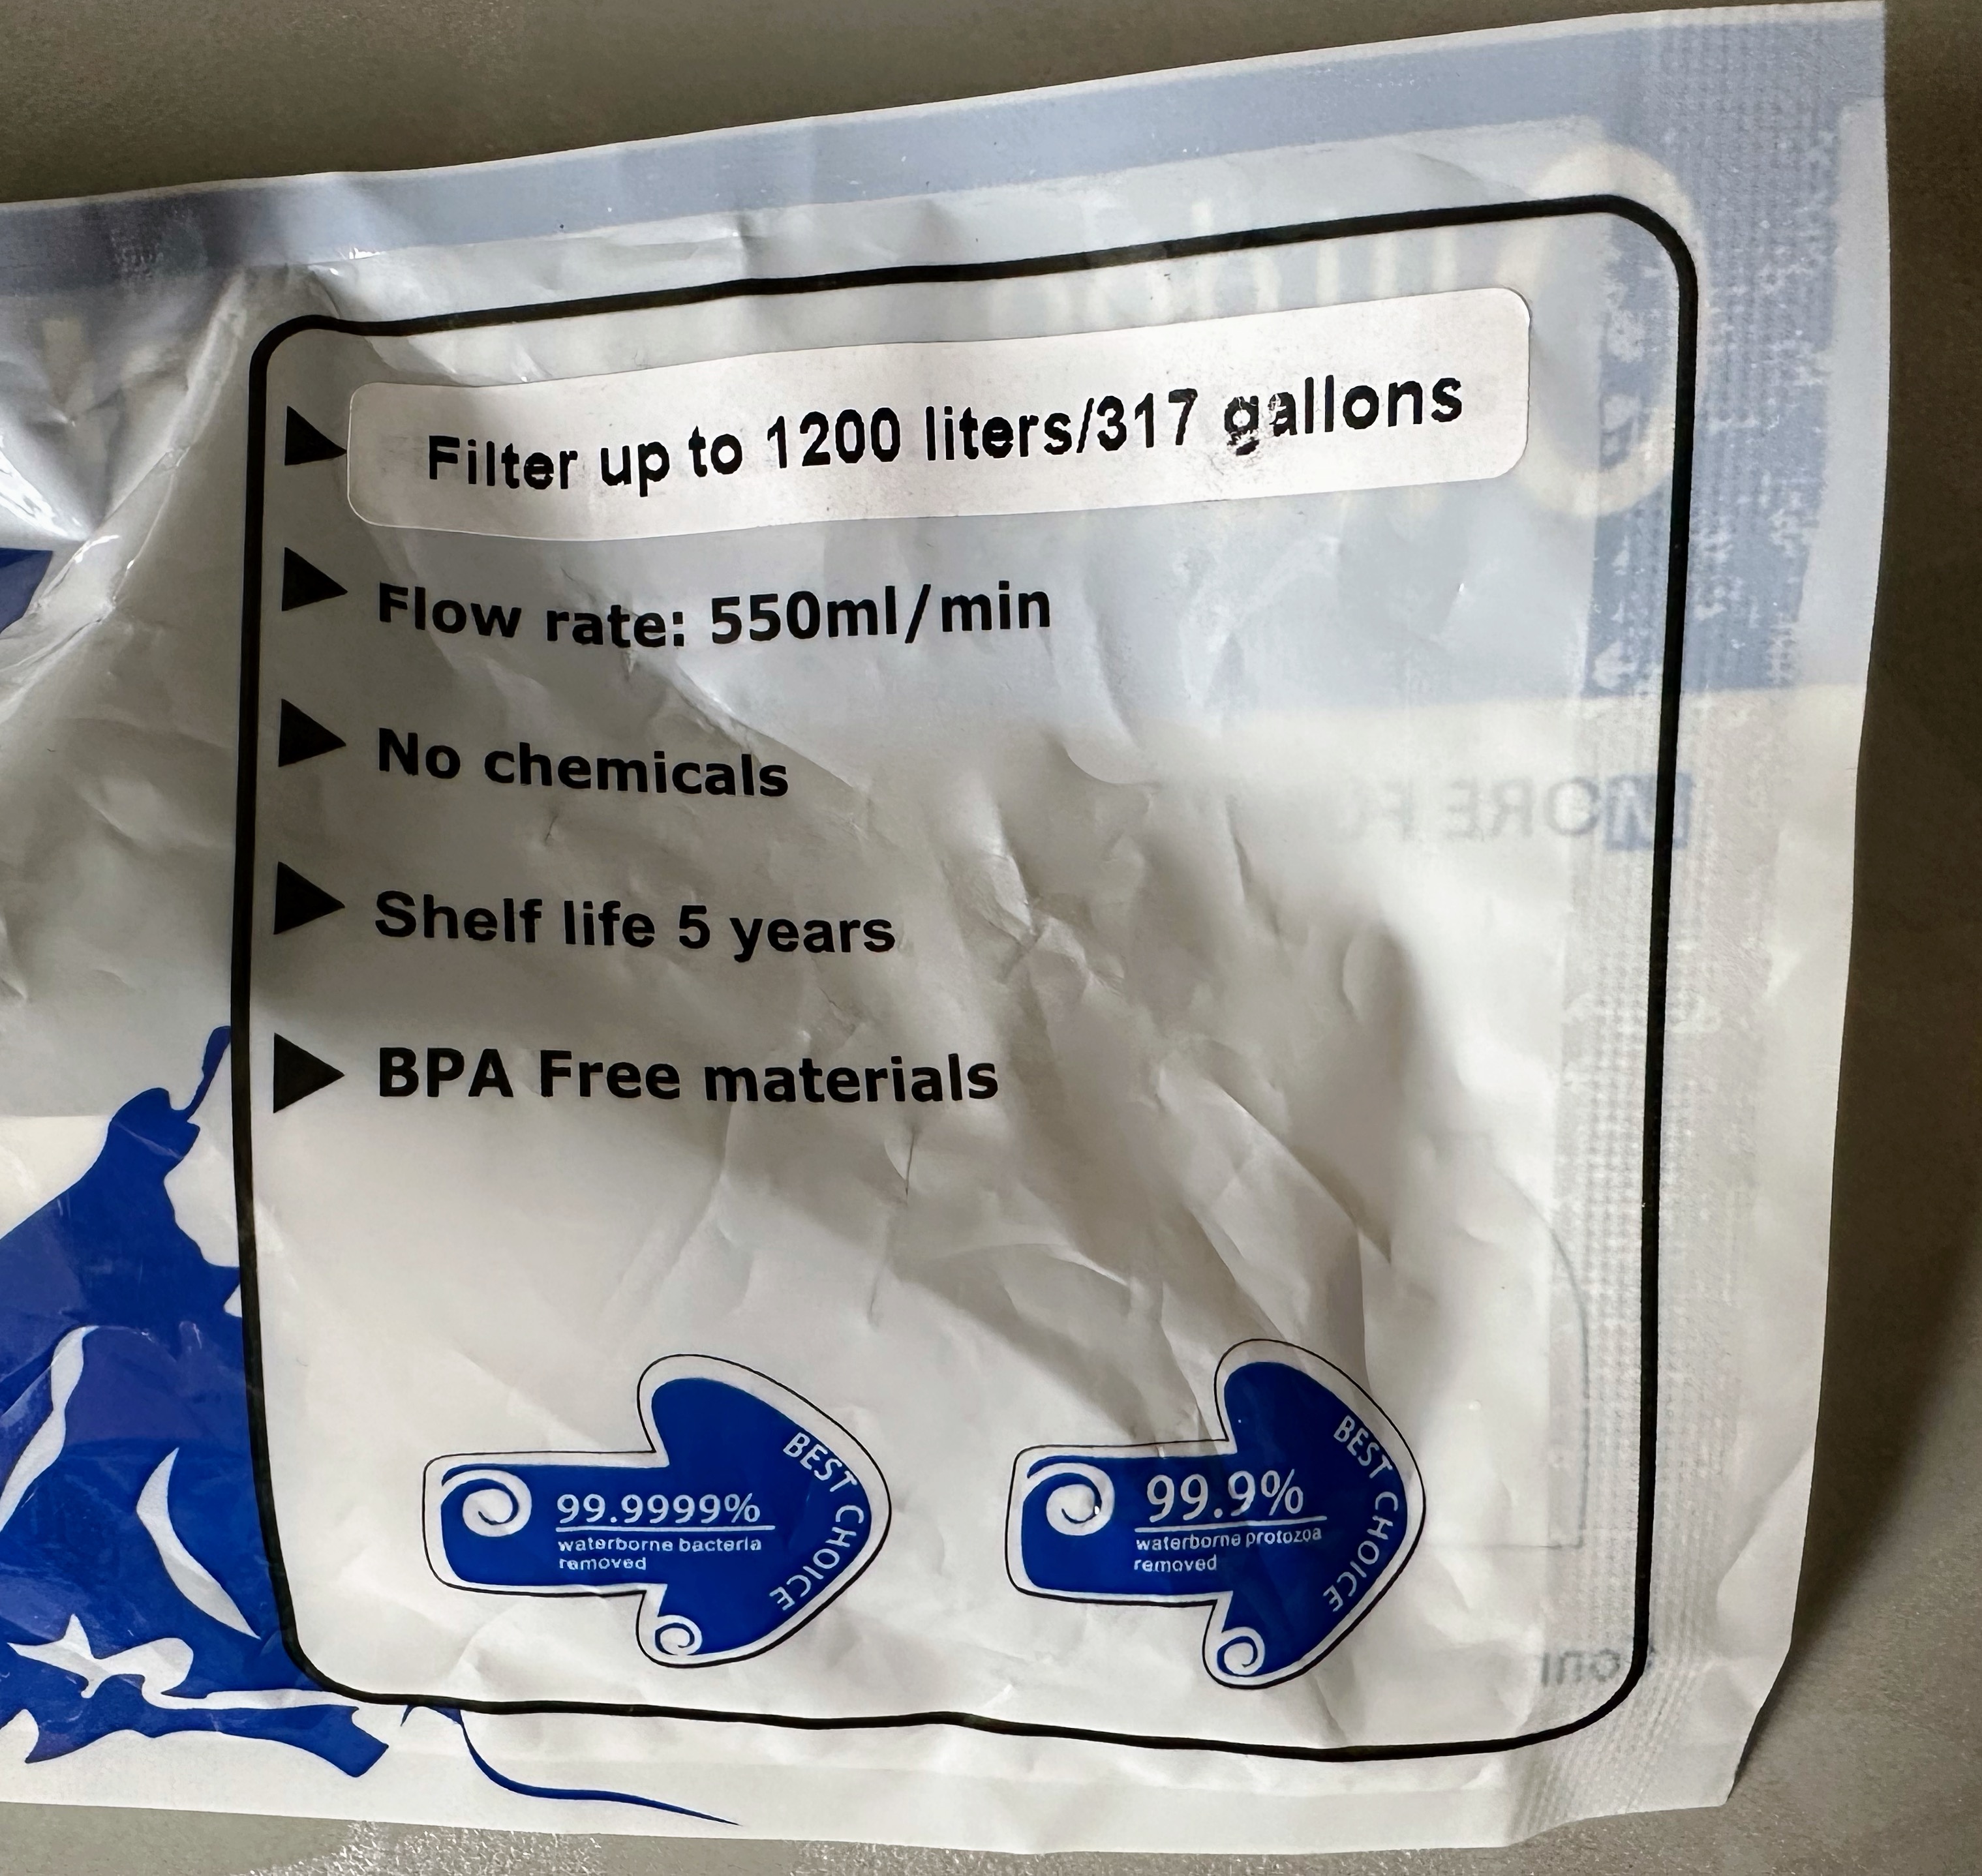 Filter up to 1200 liters/317 gallons
Flow rate: 550ml/min
No chemicals
Shelf life 5 years
BPA Free materials
99.9999%
waterborne bacteria
removed
BEST CHOICE
99.9%
waterborne protozoa
removed
BEST CHOICE